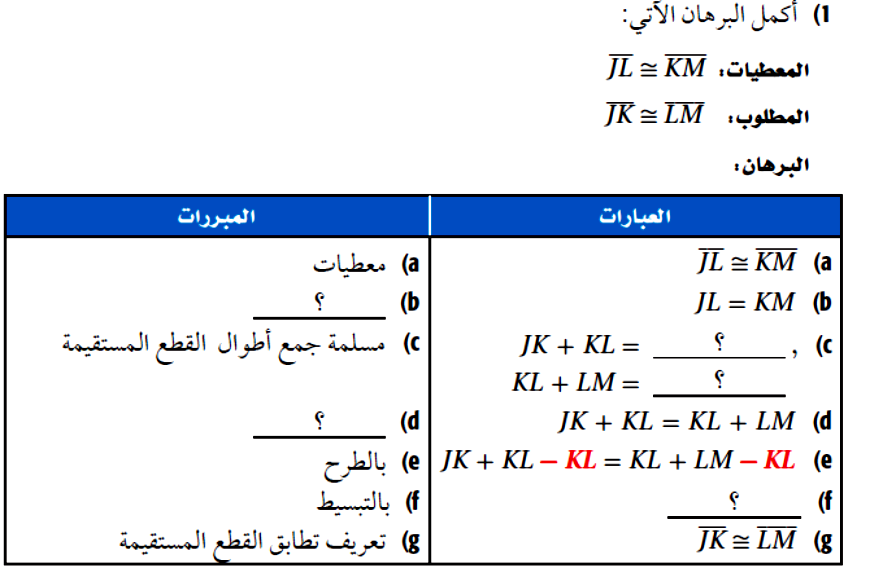 1) أكمل البرهان الآتي:
المعطيات: $\overline{JL} \cong \overline{KM}$
المطلوب: $\overline{JK} \cong \overline{LM}$
البرهان:
العبارات المبررات
a) $\overline{JL} \cong \overline{KM}$ a) معطيات
b) JL = KM b) ؟
c) JK + KL = ؟ , c) مسلمة جمع أطوال القطع المستقيمة
KL + LM = ؟
d) JK + KL = KL + LM d) ؟
e) JK + KL − KL = KL + LM − KL e) بالطرح
f) ؟ f) بالتبسيط
g) $\overline{JK} \cong \overline{LM}$ g) تعريف تطابق القطع المستقيمة